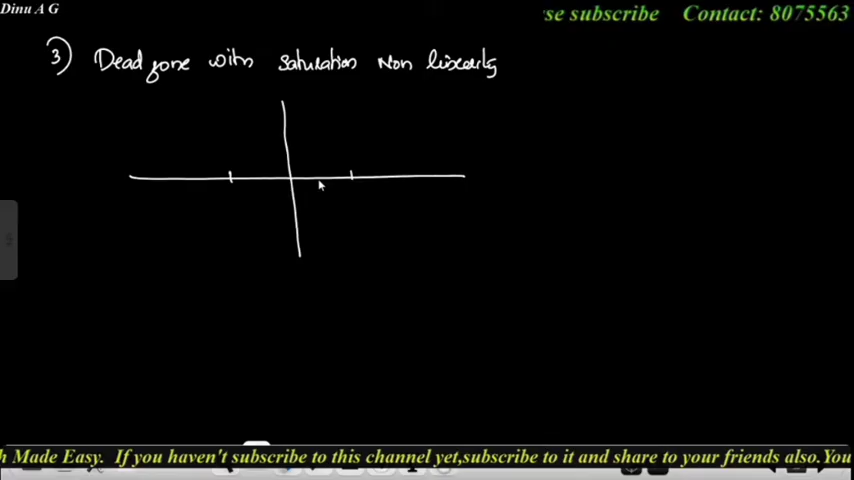 Dinu A G
se subscribe Contact: 8075563
3) Dead zone with saturation Non linearity
h Made Easy. If you haven't subscribe to this channel yet,subscribe to it and share to your friends also.You